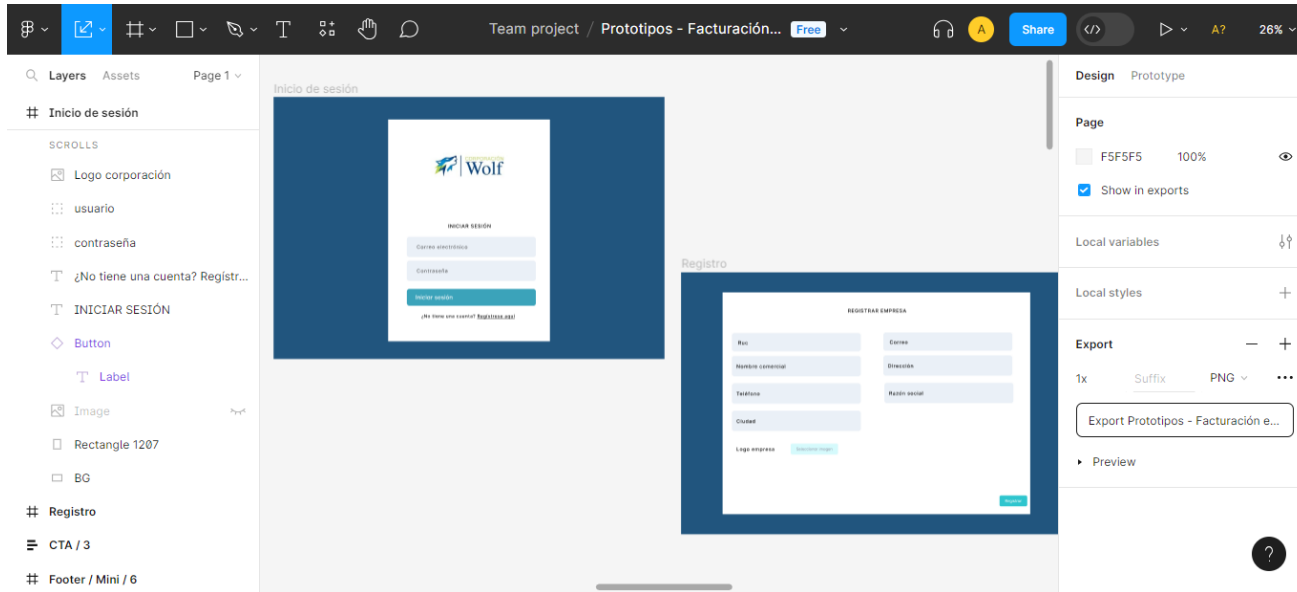 Team project / Prototipos - Facturación... Free
A
Share
A?
26%
Layers Assets Page 1
Inicio de sesión
SCROLLS
Logo corporación
usuario
contraseña
¿No tiene una cuenta? Regístr...
INICIAR SESIÓN
Button
Label
Image
Rectangle 1207
BG
Registro
CTA / 3
Footer / Mini / 6
Inicio de sesión
Wolf
INICIAR SESIÓN
Correo electrónico
Contraseña
Iniciar sesión
¿No tiene una cuenta? Regístrese aquí
Registro
REGISTRAR EMPRESA
Ruc
Correo
Nombre comercial
Dirección
Teléfono
Razón social
Ciudad
Logo empresa
Registrar
Design Prototype
Page
F5F5F5 100%
Show in exports
Local variables
Local styles
Export
1x Suffix PNG
Export Prototipos - Facturación e...
Preview
?